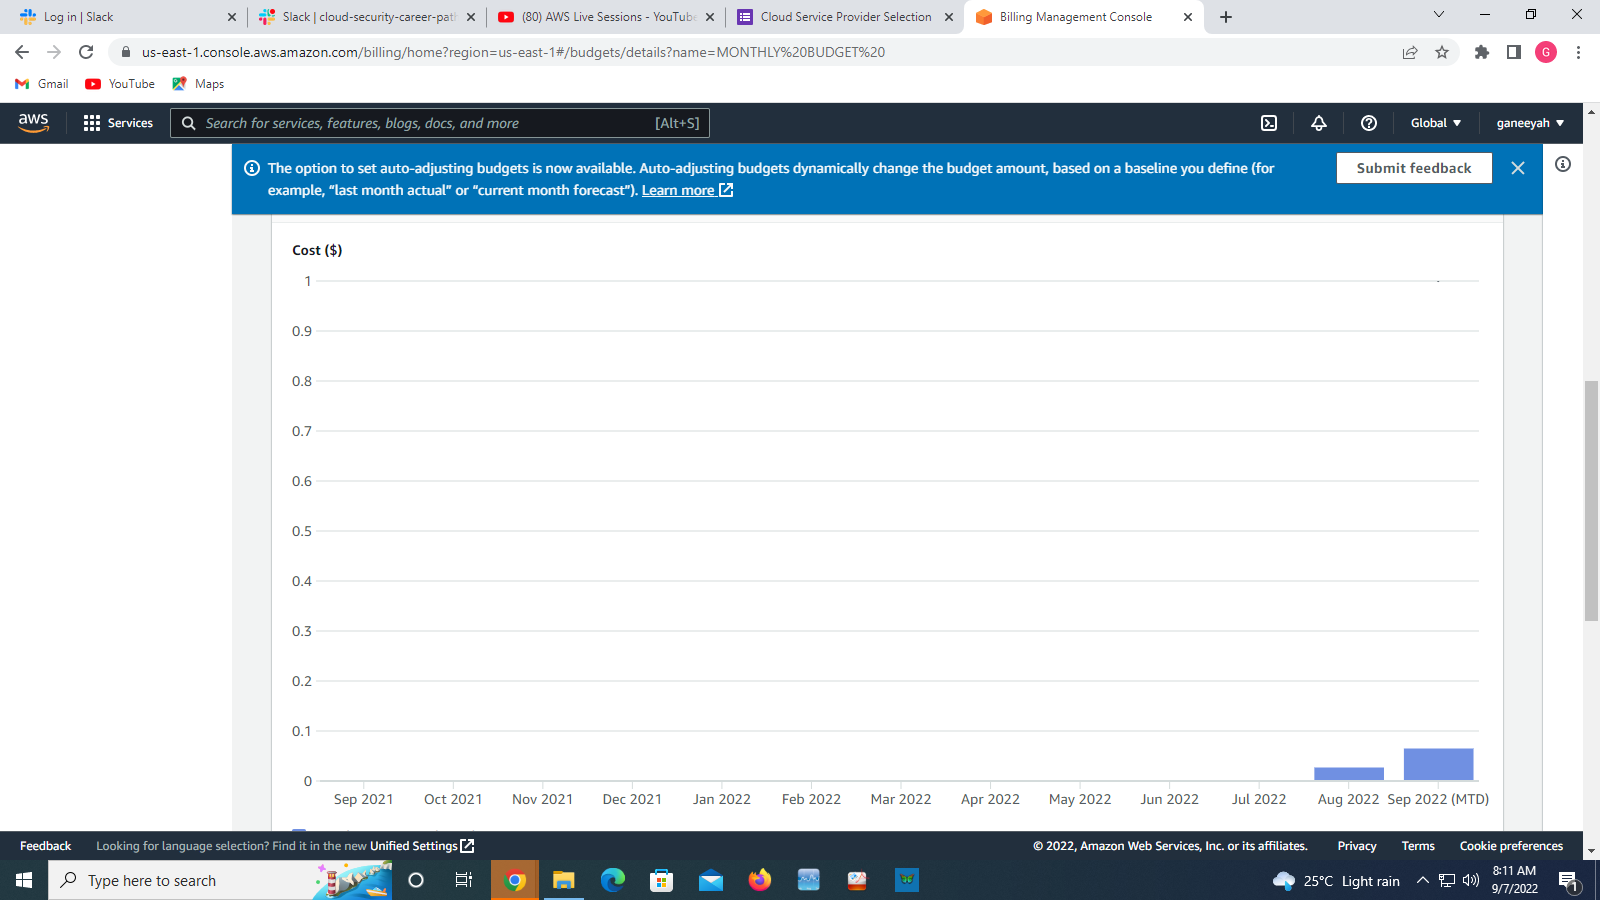 Log in | Slack
Slack | cloud-security-career-pat
(80) AWS Live Sessions - YouTube
Cloud Service Provider Selection
Billing Management Console
us-east-1.console.aws.amazon.com/billing/home?region=us-east-1#/budgets/details?name=MONTHLY%20BUDGET%20
G
Gmail
YouTube
Maps
aws
Services
Search for services, features, blogs, docs, and more
[Alt+S]
Global
ganeeyah
The option to set auto-adjusting budgets is now available. Auto-adjusting budgets dynamically change the budget amount, based on a baseline you define (for
example, “last month actual” or “current month forecast”). Learn more
Submit feedback
Cost ($)
1
0.9
0.8
0.7
0.6
0.5
0.4
0.3
0.2
0.1
0
Sep 2021
Oct 2021
Nov 2021
Dec 2021
Jan 2022
Feb 2022
Mar 2022
Apr 2022
May 2022
Jun 2022
Jul 2022
Aug 2022
Sep 2022 (MTD)
Feedback
Looking for language selection? Find it in the new Unified Settings
© 2022, Amazon Web Services, Inc. or its affiliates.
Privacy
Terms
Cookie preferences
Type here to search
25°C Light rain
8:11 AM
9/7/2022
1